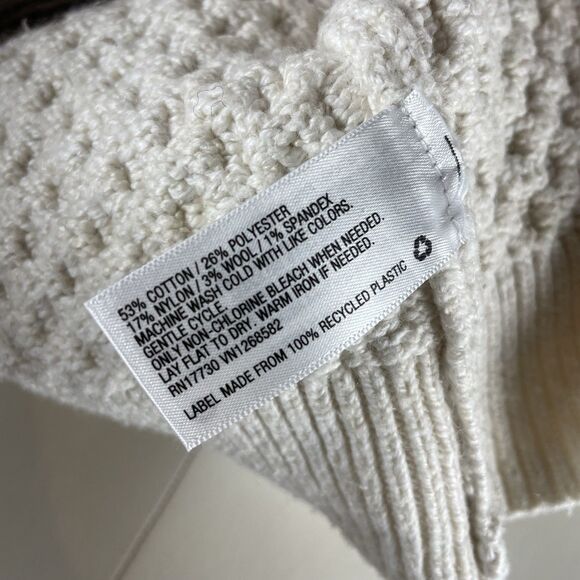 53% COTTON / 26% POLYESTER
17% NYLON / 3% WOOL / 1% SPANDEX
MACHINE WASH COLD WITH LIKE COLORS.
GENTLE CYCLE.
ONLY NON-CHLORINE BLEACH WHEN NEEDED.
LAY FLAT TO DRY. WARM IRON IF NEEDED.
RN17730 VN1268582
LABEL MADE FROM 100% RECYCLED PLASTIC